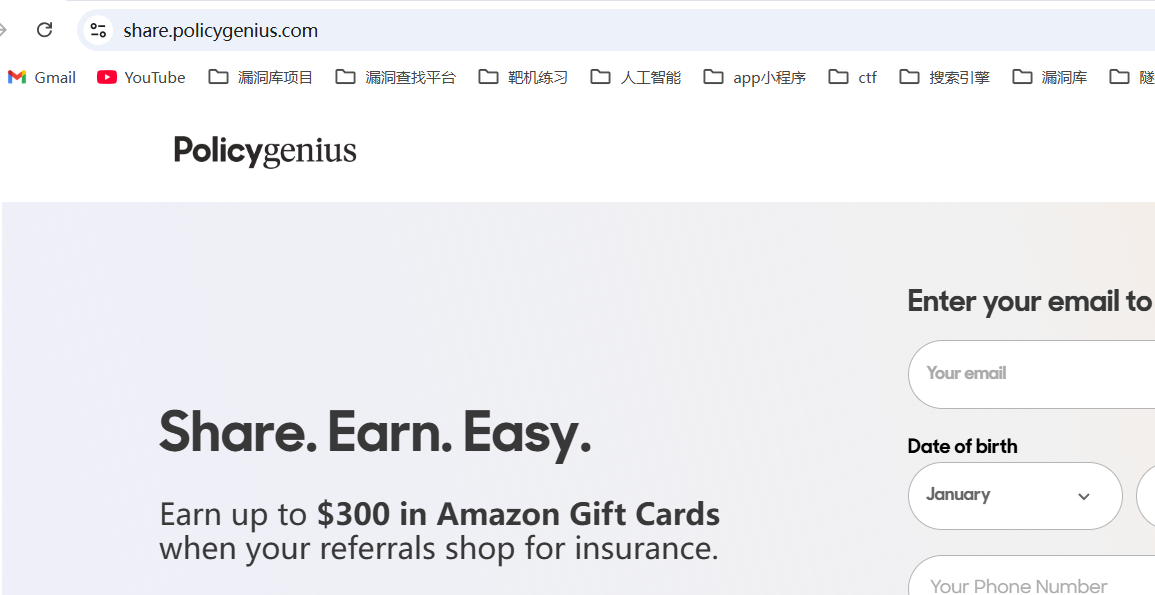 share.policygenius.com
Gmail YouTube 漏洞库项目 漏洞查找平台 靶机练习 人工智能 app小程序 ctf 搜索引擎 漏洞库 隧
Policygenius
Share. Earn. Easy.
Earn up to $300 in Amazon Gift Cards
when your referrals shop for insurance.
Enter your email to
Your email
Date of birth
January
Your Phone Number